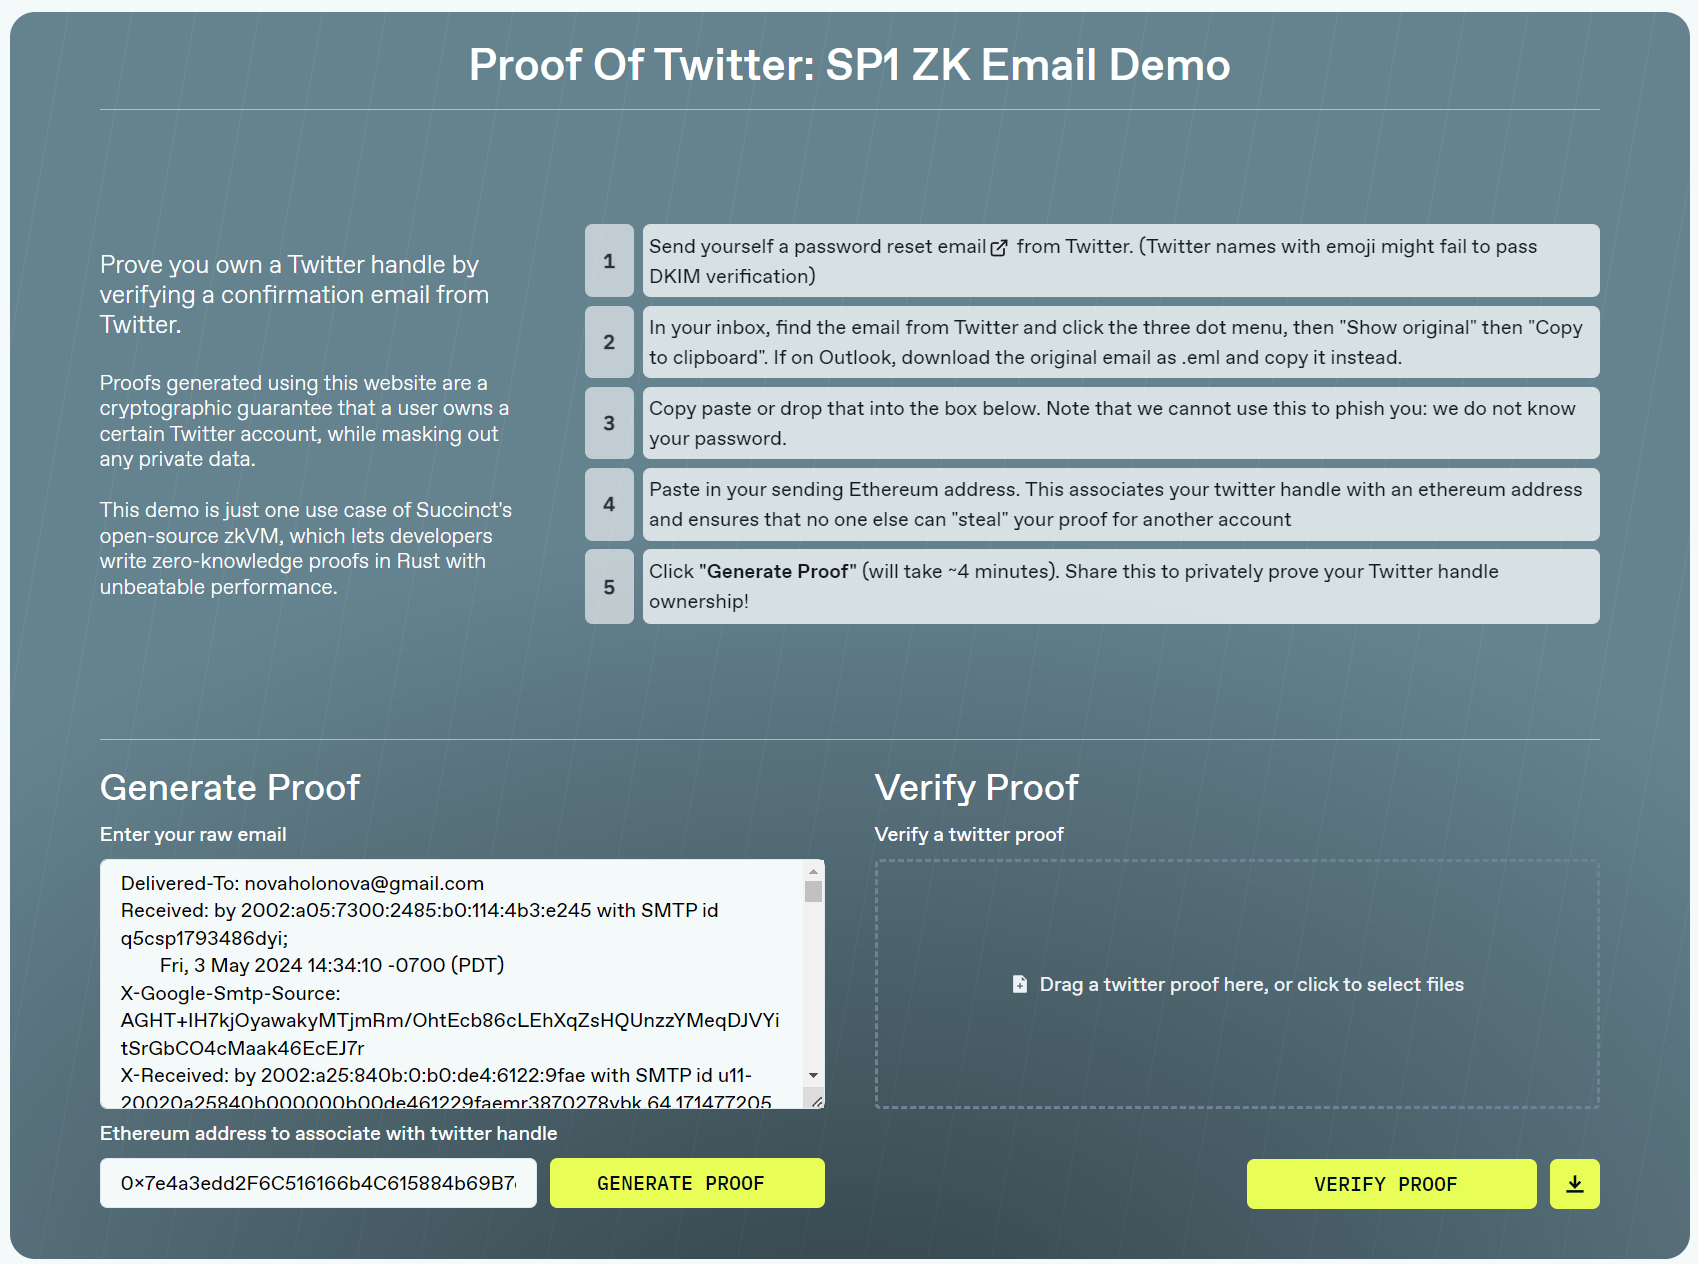 Proof Of Twitter: SP1 ZK Email Demo
Prove you own a Twitter handle by
verifying a confirmation email from
Twitter.
Proofs generated using this website are a
cryptographic guarantee that a user owns a
certain Twitter account, while masking out
any private data.
This demo is just one use case of Succinct's
open-source zkVM, which lets developers
write zero-knowledge proofs in Rust with
unbeatable performance.
1
Send yourself a password reset email from Twitter. (Twitter names with emoji might fail to pass
DKIM verification)
2
In your inbox, find the email from Twitter and click the three dot menu, then "Show original" then "Copy
to clipboard". If on Outlook, download the original email as .eml and copy it instead.
3
Copy paste or drop that into the box below. Note that we cannot use this to phish you: we do not know
your password.
4
Paste in your sending Ethereum address. This associates your twitter handle with an ethereum address
and ensures that no one else can "steal" your proof for another account
5
Click "Generate Proof" (will take ~4 minutes). Share this to privately prove your Twitter handle
ownership!
Generate Proof
Enter your raw email
Delivered-To: novaholonova@gmail.com
Received: by 2002:a05:7300:2485:b0:114:4b3:e245 with SMTP id
q5csp1793486dyi;
Fri, 3 May 2024 14:34:10 -0700 (PDT)
X-Google-Smtp-Source:
AGHT+IH7kjOyawakyMTjmRm/OhtEcb86cLEhXqZsHQUnzzYMeqDJVYi
tSrGbCO4cMaak46EcEJ7r
X-Received: by 2002:a25:840b:0:b0:de4:6122:9fae with SMTP id u11-
20020a25840b000000b00de461229faemr3870278ybk.64.171477205
Ethereum address to associate with twitter handle
0x7e4a3edd2F6C516166b4C615884b69B7
GENERATE PROOF
Verify Proof
Verify a twitter proof
Drag a twitter proof here, or click to select files
VERIFY PROOF